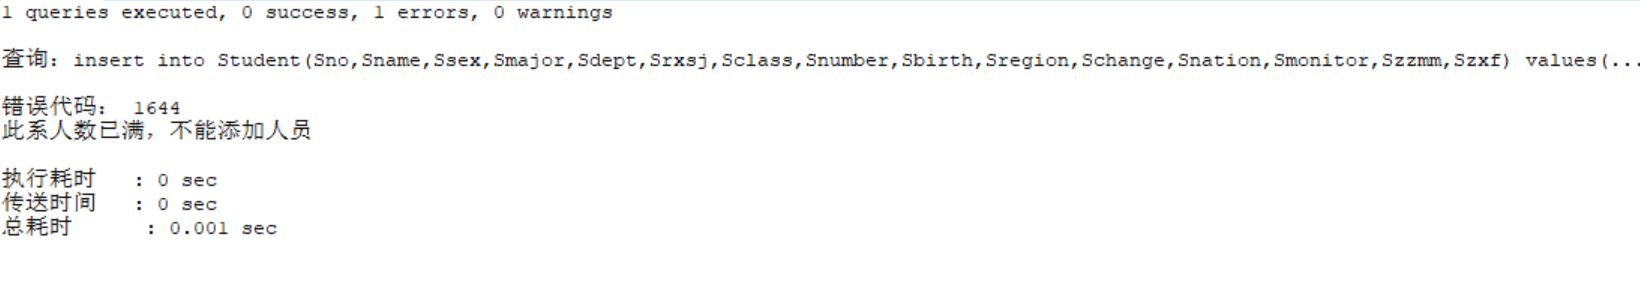 1 queries executed, 0 success, 1 errors, 0 warnings
查询：insert into Student(Sno,Sname,Ssex,Smajor,Sdept,Srxsj,Sclass,Snumber,Sbirth,Sregion,Schange,Snation,Smonitor,Szzmm,Szxf) values(...
错误代码： 1644
此系人数已满，不能添加人员
执行耗时 : 0 sec
传送时间 : 0 sec
总耗时 : 0.001 sec